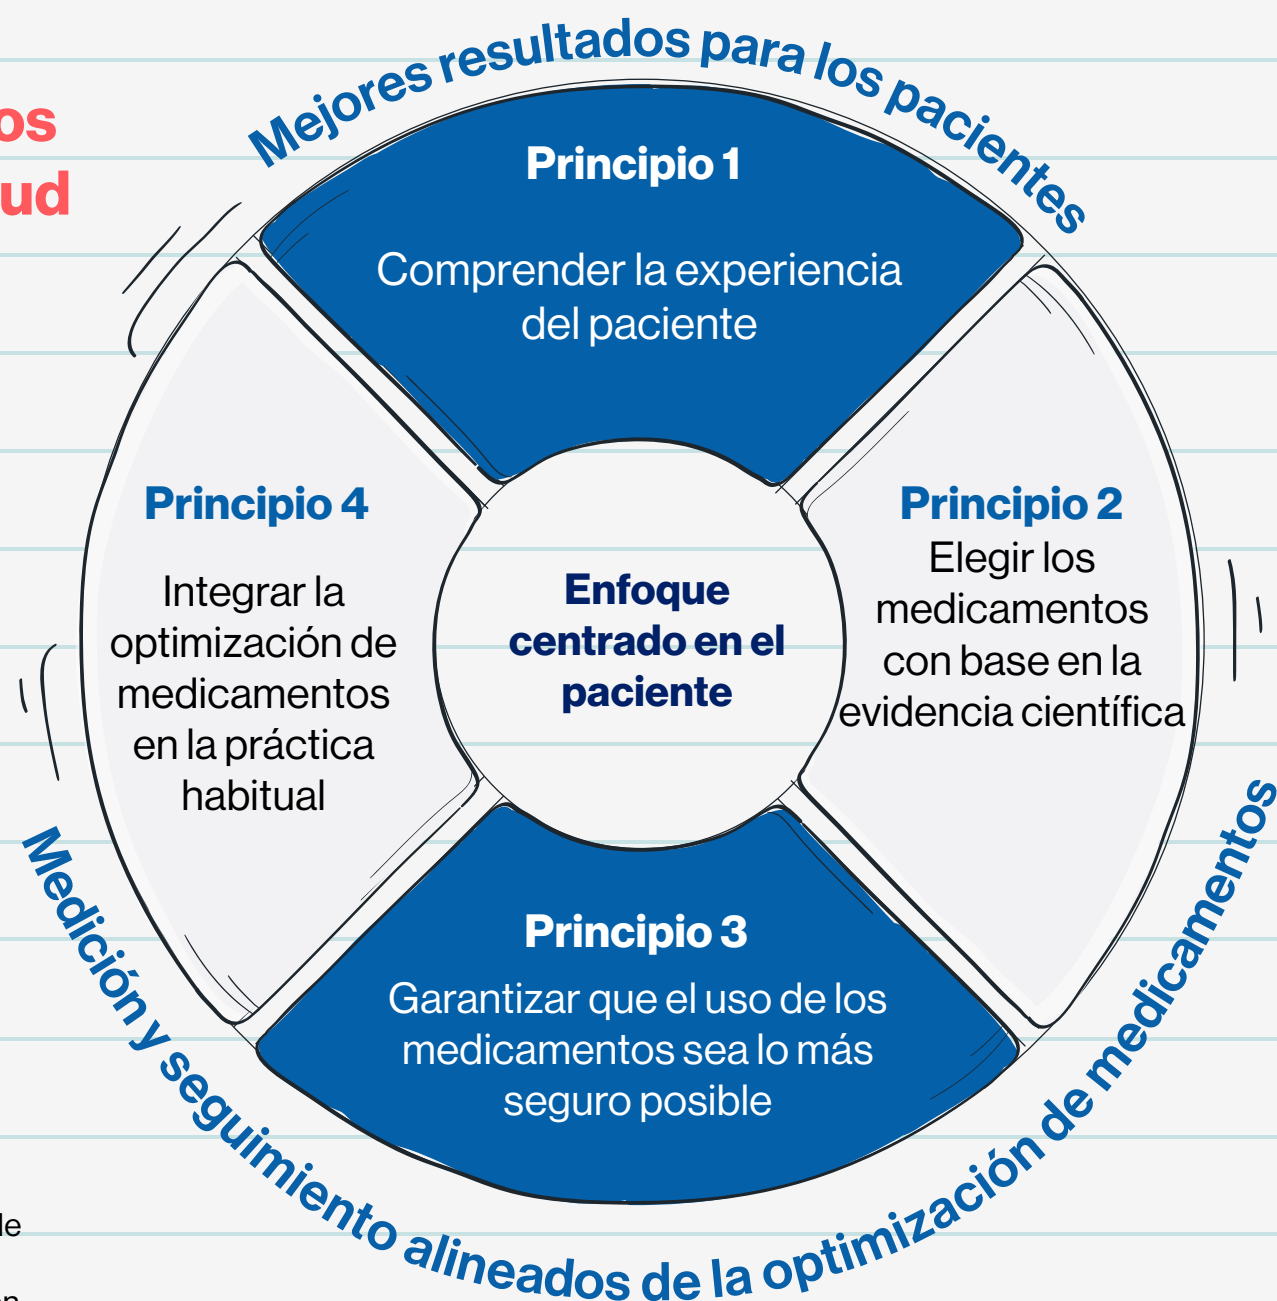 Mejores resultados para los pacientes
Principio 1
Comprender la experiencia
del paciente
Principio 2
Elegir los
medicamentos
con base en la
evidencia científica
Principio 3
Garantizar que el uso de los
medicamentos sea lo más
seguro posible
Principio 4
Integrar la
optimización de
medicamentos
en la práctica
habitual
Enfoque
centrado en el
paciente
Medición y seguimiento alineados de la optimización de medicamentos